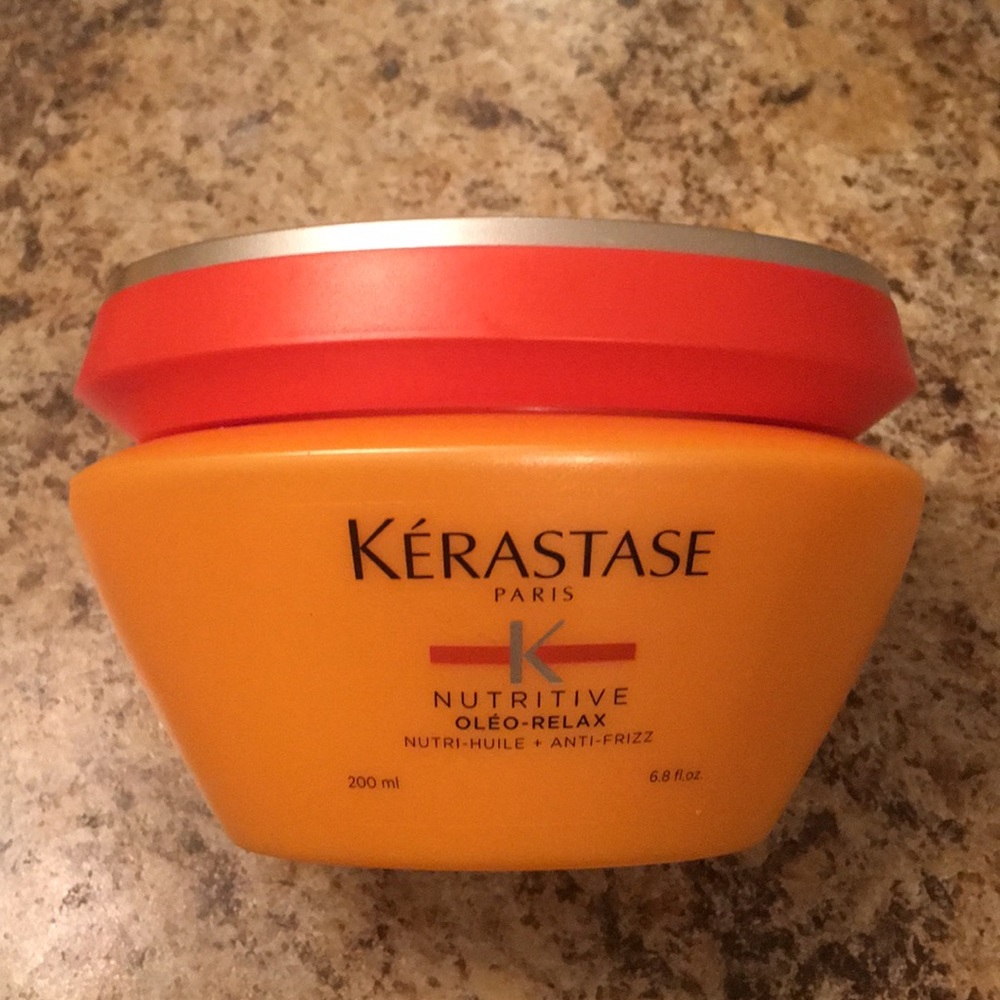 KÉRASTASE
PARIS
K
NUTRITIVE
OLÉO-RELAX
NUTRI-HUILE + ANTI-FRIZZ
200 ml 6.8 fl.oz.